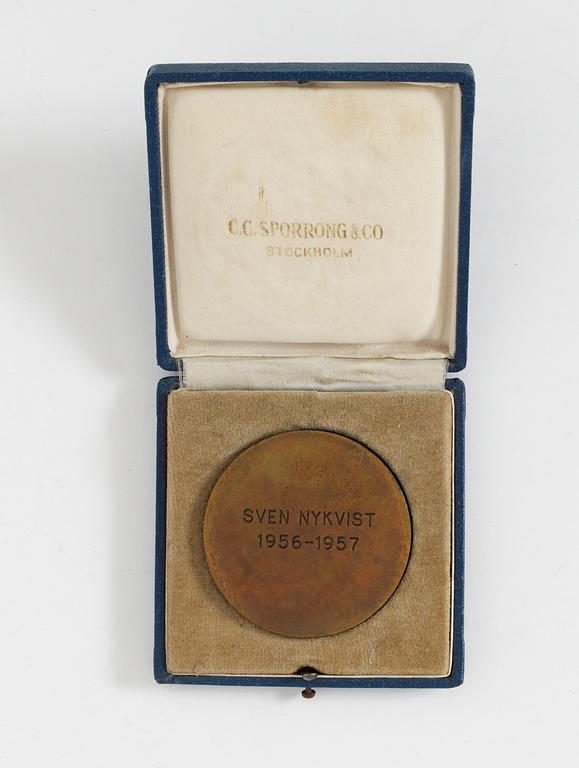 C.C. SPORRONG & CO
STOCKHOLM
SVEN NYKVIST
1956-1957